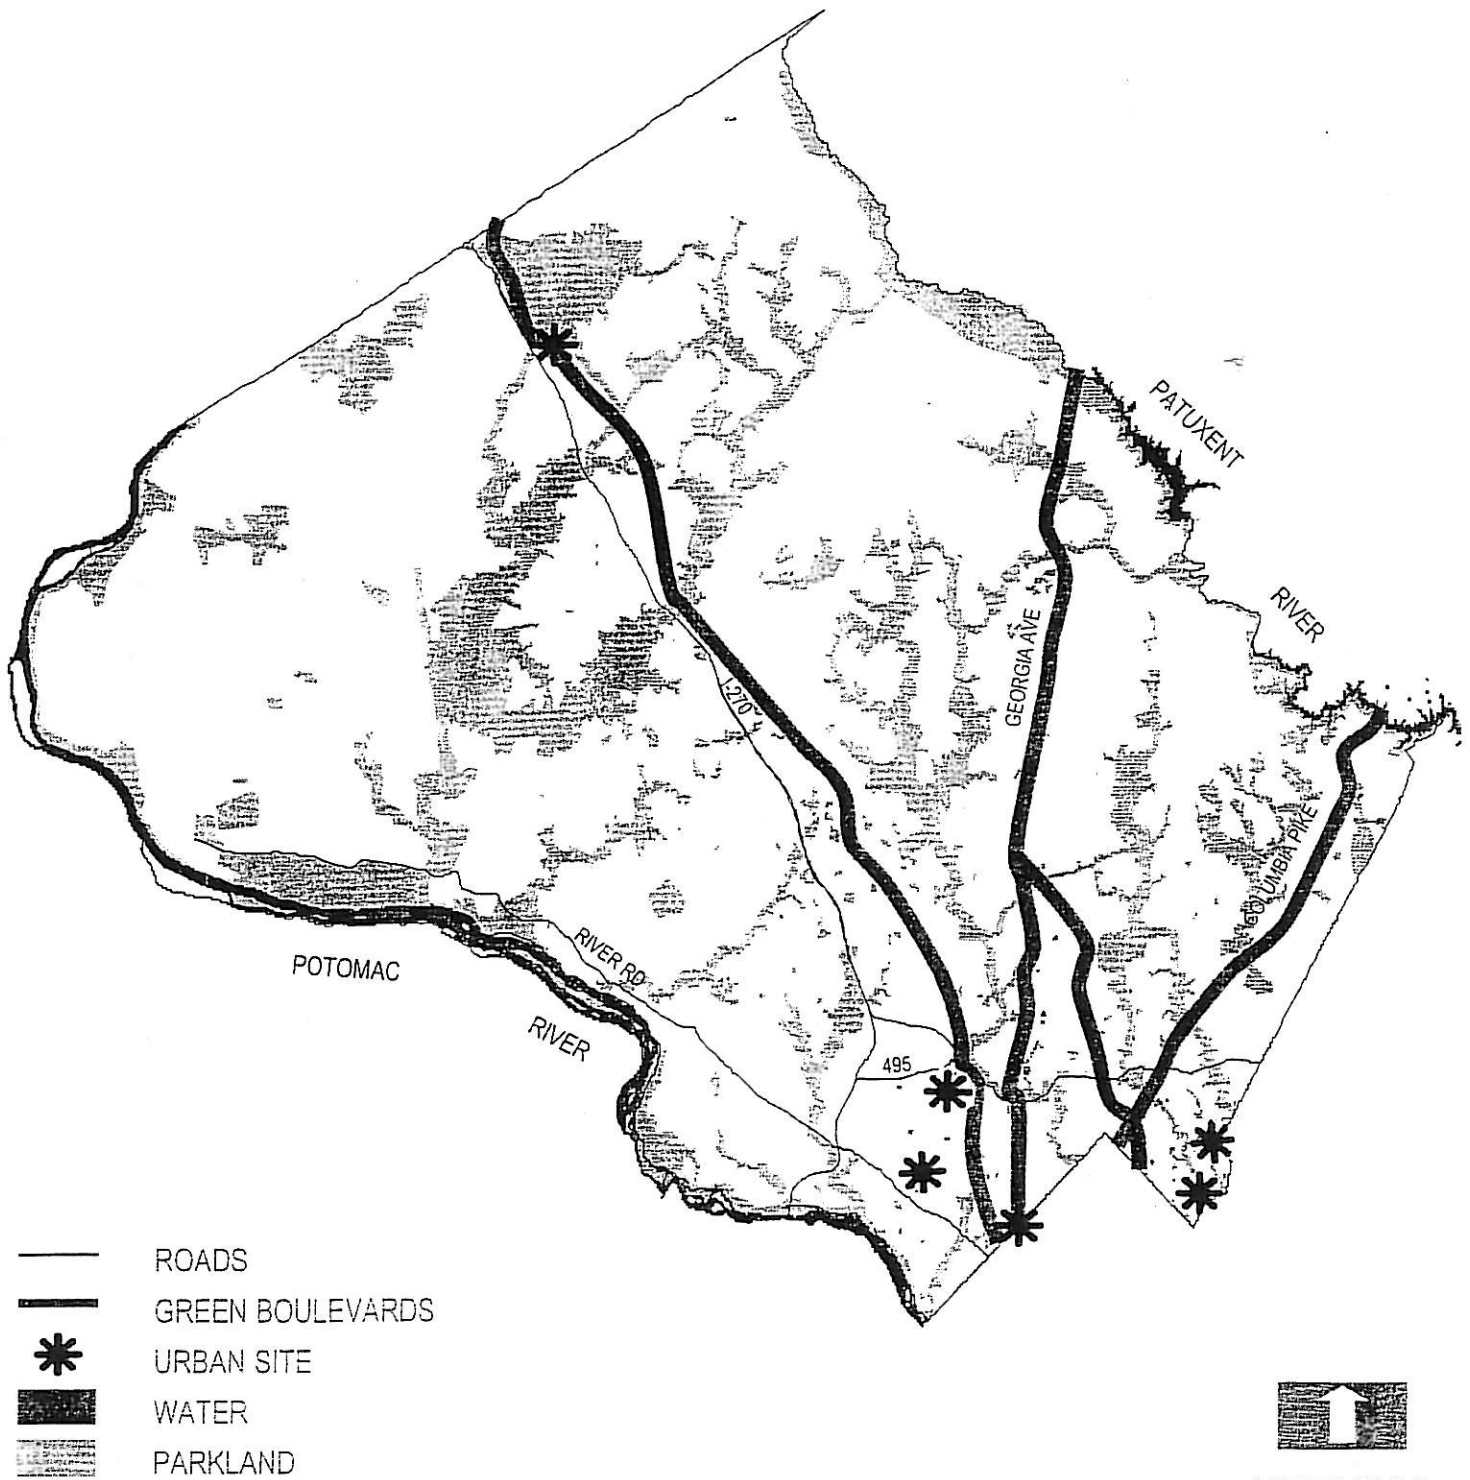 PATUXENT
RIVER
GEORGIA AVE
I-270
COLUMBIA PIKE
RIVER RD
POTOMAC
RIVER
495
ROADS
GREEN BOULEVARDS
URBAN SITE
WATER
PARKLAND